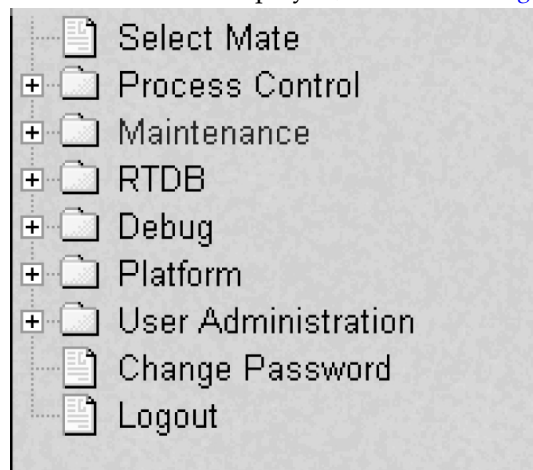 Select Mate
Process Control
Maintenance
RTDB
Debug
Platform
User Administration
Change Password
Logout